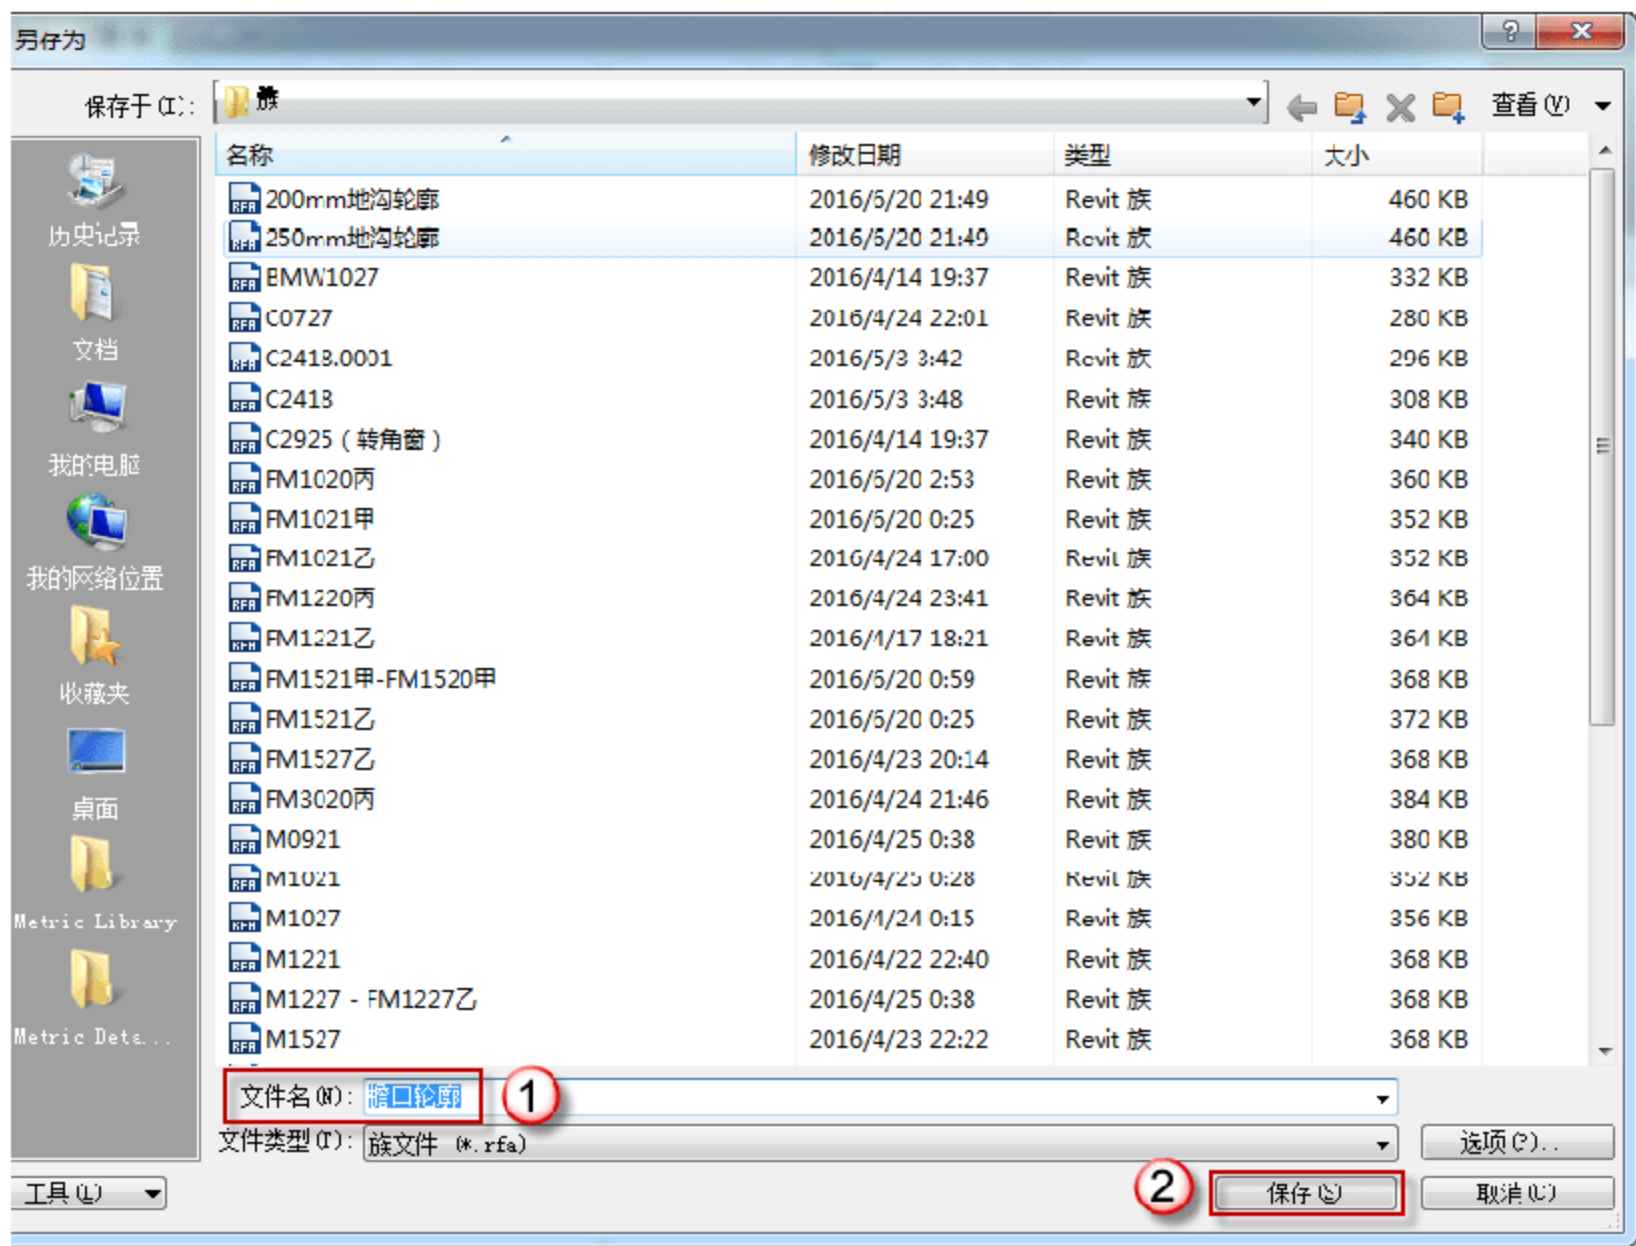 另存为
保存于(I): 族 查看(V)
名称 修改日期 类型 大小
200mm地沟轮廓 2016/6/20 21:49 Revit 族 460 KB
250mm地沟轮廓 2016/6/20 21:49 Revit 族 460 KB
BMW1027 2016/4/14 19:37 Revit 族 332 KB
C0727 2016/4/24 22:01 Revit 族 280 KB
C2418.0001 2016/5/3 3:42 Revit 族 296 KB
C2418 2016/5/3 3:48 Revit 族 308 KB
C2925（转角窗） 2016/4/14 19:37 Revit 族 340 KB
FM1020丙 2016/6/20 2:53 Revit 族 360 KB
FM1021甲 2016/6/20 0:25 Revit 族 352 KB
FM1021乙 2016/4/24 17:00 Revit 族 352 KB
FM1220丙 2016/4/24 23:41 Revit 族 364 KB
FM1221乙 2016/4/17 18:21 Revit 族 364 KB
FM1521甲-FM1520甲 2016/6/20 0:59 Revit 族 368 KB
FM1521乙 2016/6/20 0:25 Revit 族 372 KB
FM1527乙 2016/4/23 20:14 Revit 族 368 KB
FM3020丙 2016/4/24 21:46 Revit 族 384 KB
M0921 2016/4/25 0:38 Revit 族 380 KB
M1021 2016/4/25 0:28 Revit 族 352 KB
M1027 2016/4/24 0:15 Revit 族 356 KB
M1221 2016/4/22 22:40 Revit 族 368 KB
M1227 - FM1227乙 2016/4/25 0:38 Revit 族 368 KB
M1527 2016/4/23 22:22 Revit 族 368 KB
历史记录
文档
我的电脑
我的网络位置
收藏夹
桌面
Metric Library
Metric Deta...
文件名(N): 檐口轮廓 1
文件类型(T): 族文件 (*.rfa) 选项(P)...
工具(L) 2 保存(S) 取消(C)